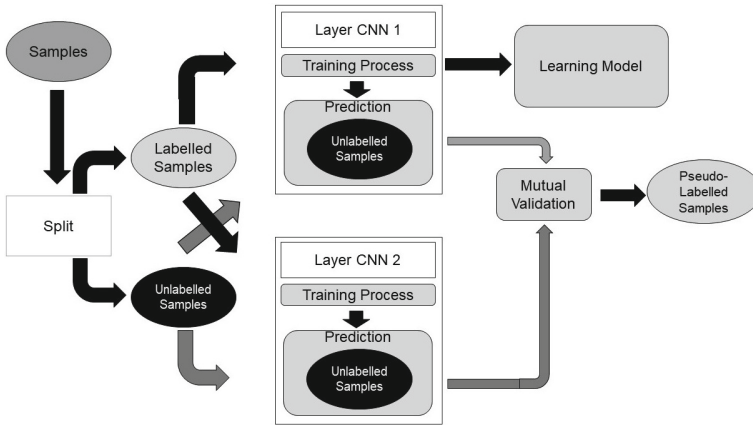 Samples
Split
Labelled
Samples
Unlabelled
Samples
Layer CNN 1
Training Process
Prediction
Unlabelled
Samples
Learning Model
Layer CNN 2
Training Process
Prediction
Unlabelled
Samples
Mutual
Validation
Pseudo-
Labelled
Samples